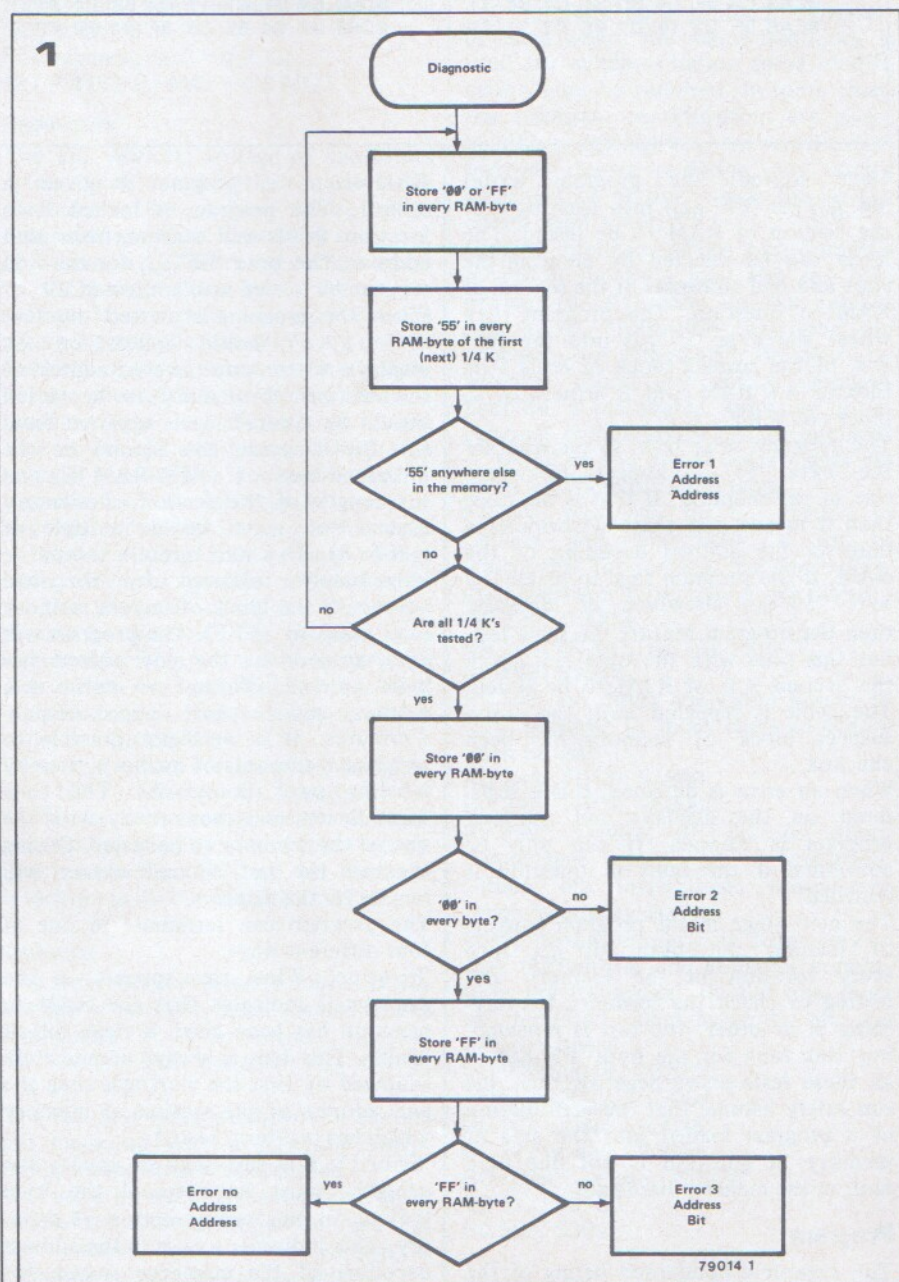 1
Diagnostic
Store '00' or 'FF'
in every RAM-byte
Store '55' in every
RAM-byte of the first
(next) 1/4 K
'55' anywhere else
in the memory?
yes
Error 1
Address
Address
no
Are all 1/4 K's
tested?
no
yes
Store '00' in
every RAM-byte
'00' in
every byte?
no
Error 2
Address
Bit
yes
Store 'FF' in
every RAM-byte
'FF' in
every RAM-byte?
yes
Error no
Address
Address
no
Error 3
Address
Bit
79014 1